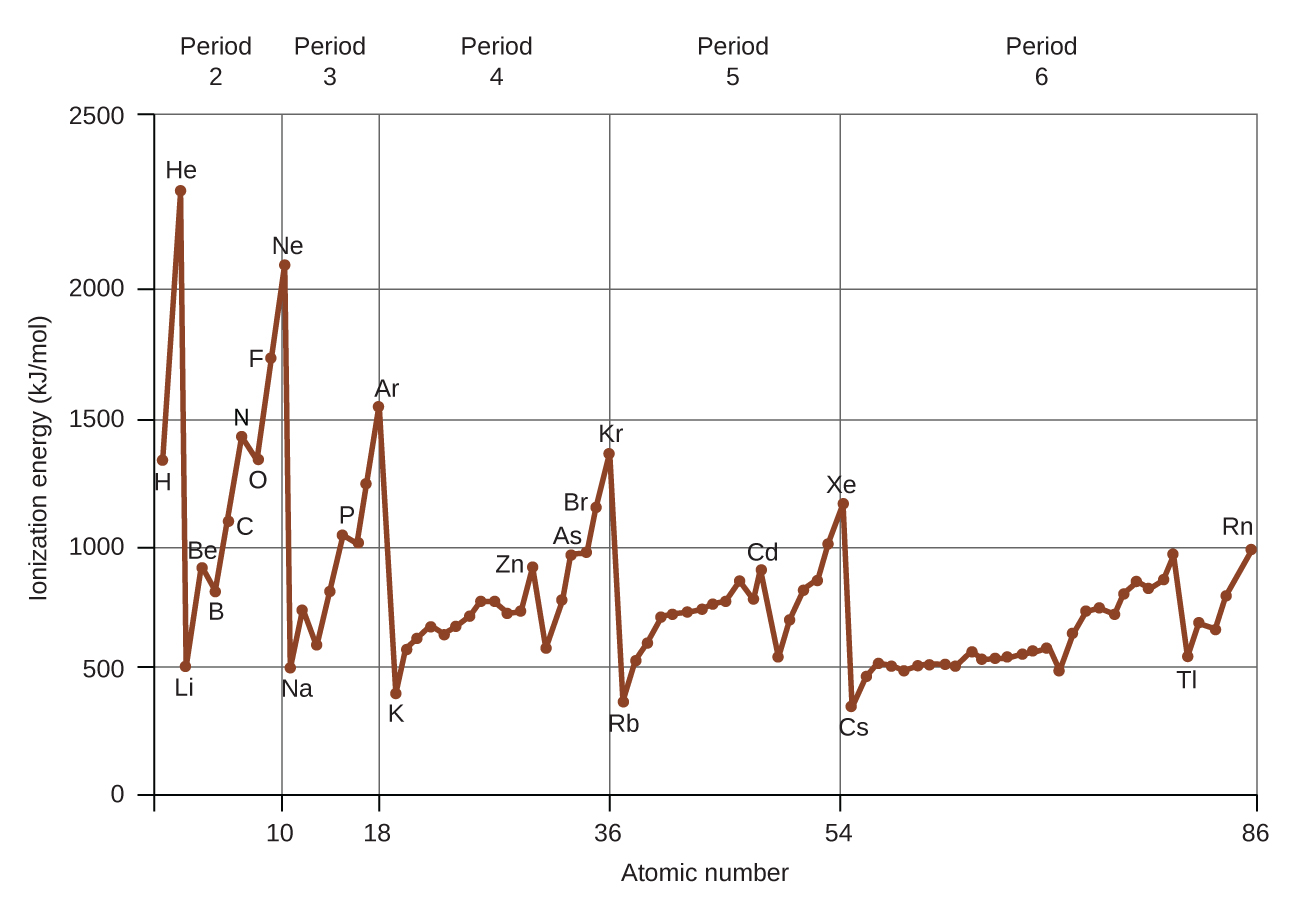 Period Period Period Period Period
2 3 4 5 6
2500
He
Ne
2000
F
Ar
N
1500
Kr
H
O
Xe
Br
P
C
Rn
As
1000
Be
Cd
Zn
B
500
Tl
Li
Na
K
Rb
Cs
0
10 18 36 54 86
Atomic number
Ionization energy (kJ/mol)